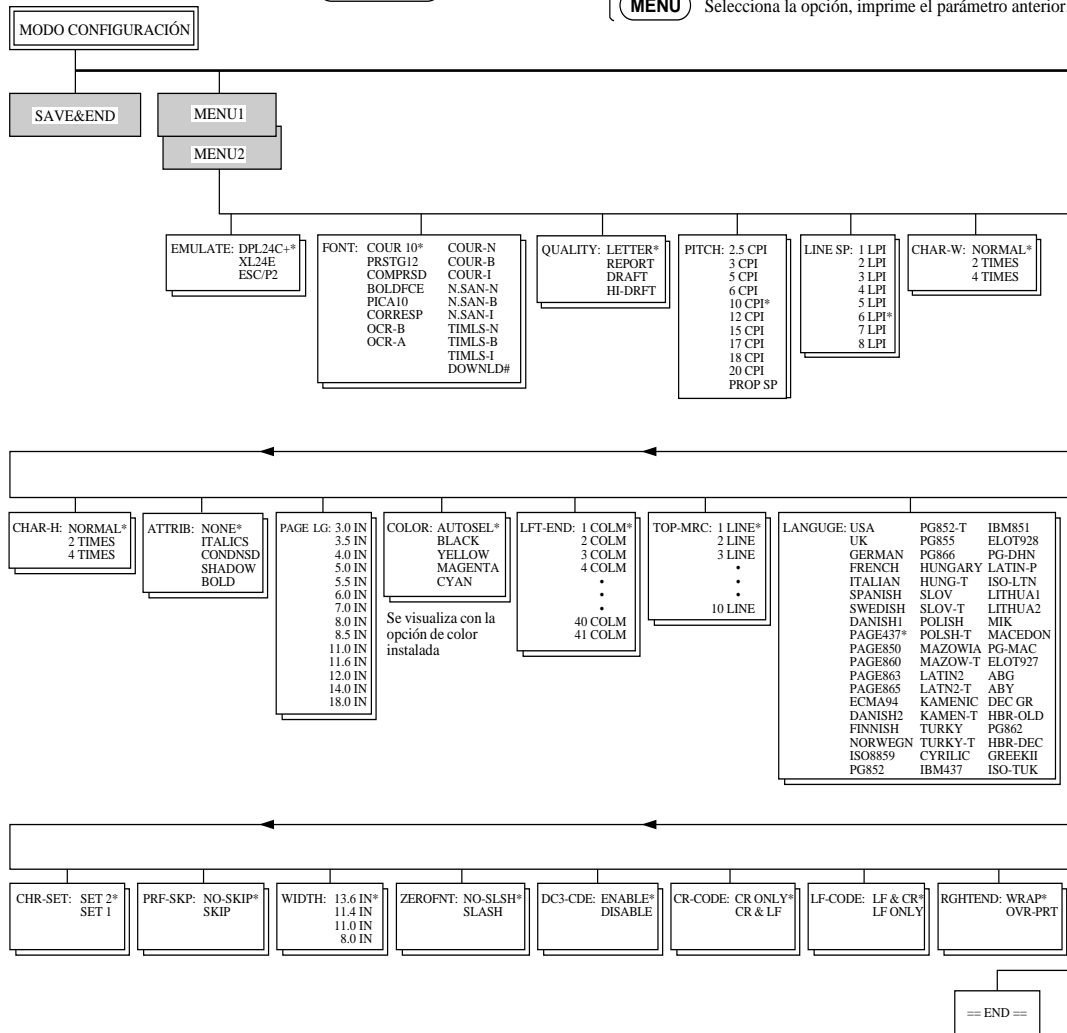 MENU Selecciona la opción, imprime el parámetro anterior
MODO CONFIGURACIÓN
SAVE&END
MENU1
MENU2
EMULATE: DPL24C+*
XL24E
ESC/P2
FONT: COUR 10* COUR-N
PRSTG12 COUR-B
COMPRSD COUR-I
BOLDFCE N.SAN-N
PICA10 N.SAN-B
CORRESP N.SAN-I
OCR-B TIMLS-N
OCR-A TIMLS-B
TIMLS-I
DOWNLD#
QUALITY: LETTER*
REPORT
DRAFT
HI-DRFT
PITCH: 2.5 CPI
3 CPI
5 CPI
6 CPI
10 CPI*
12 CPI
15 CPI
17 CPI
18 CPI
20 CPI
PROP SP
LINE SP: 1 LPI
2 LPI
3 LPI
4 LPI
5 LPI
6 LPI*
7 LPI
8 LPI
CHAR-W: NORMAL*
2 TIMES
4 TIMES
CHAR-H: NORMAL*
2 TIMES
4 TIMES
ATTRIB: NONE*
ITALICS
CONDNSD
SHADOW
BOLD
PAGE LG: 3.0 IN
3.5 IN
4.0 IN
5.0 IN
5.5 IN
6.0 IN
7.0 IN
8.0 IN
8.5 IN
11.0 IN
11.6 IN
12.0 IN
14.0 IN
18.0 IN
COLOR: AUTOSEL*
BLACK
YELLOW
MAGENTA
CYAN
Se visualiza con la
opción de color
instalada
LFT-END: 1 COLM*
2 COLM
3 COLM
4 COLM
•
•
•
40 COLM
41 COLM
TOP-MRC: 1 LINE*
2 LINE
3 LINE
•
•
•
10 LINE
LANGUGE: USA PG852-T IBM851
UK PG855 ELOT928
GERMAN PG866 PG-DHN
FRENCH HUNGARY LATIN-P
ITALIAN HUNG-T ISO-LTN
SPANISH SLOV LITHUA1
SWEDISH SLOV-T LITHUA2
DANISH1 POLISH MIK
PAGE437* POLSH-T MACEDON
PAGE850 MAZOWIA PG-MAC
PAGE860 MAZOW-T ELOT927
PAGE863 LATIN2 ABG
PAGE865 LATN2-T ABY
ECMA94 KAMENIC DEC GR
DANISH2 KAMEN-T HBR-OLD
FINNISH TURKY PG862
NORWEGN TURKY-T HBR-DEC
ISO8859 CYRILIC GREEKII
PG852 IBM437 ISO-TUK
CHR-SET: SET 2*
SET 1
PRF-SKP: NO-SKIP*
SKIP
WIDTH: 13.6 IN*
11.4 IN
11.0 IN
8.0 IN
ZEROFNT: NO-SLSH*
SLASH
DC3-CDE: ENABLE*
DISABLE
CR-CODE: CR ONLY*
CR & LF
LF-CODE: LF & CR*
LF ONLY
RGHTEND: WRAP*
OVR-PRT
== END ==